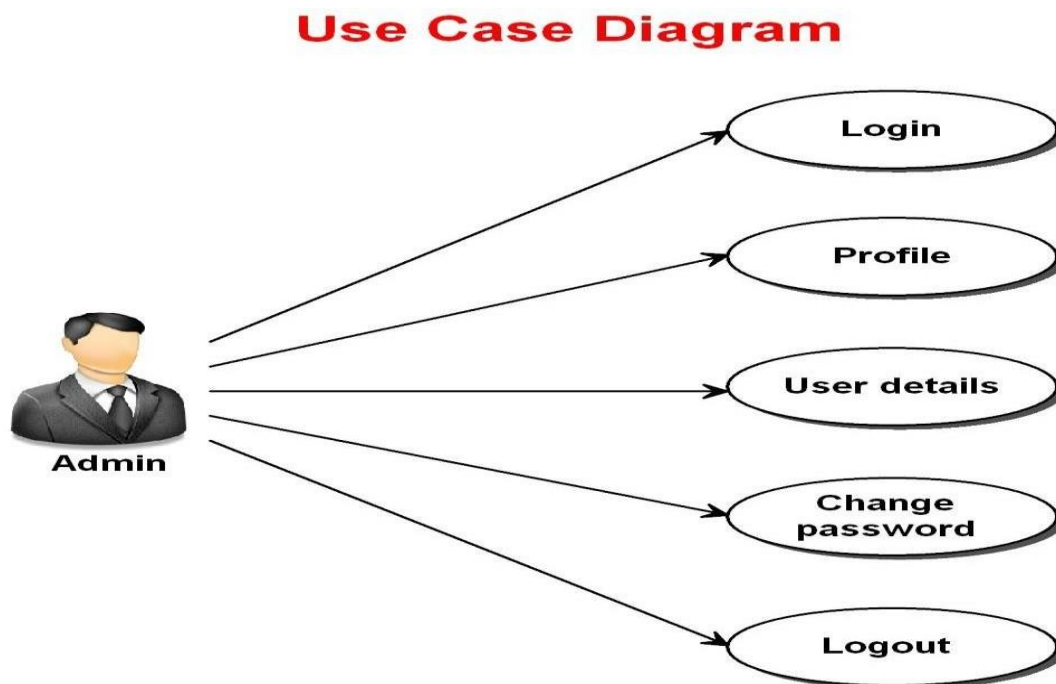 Use Case Diagram
Login
Profile
User details
Admin
Change
password
Logout